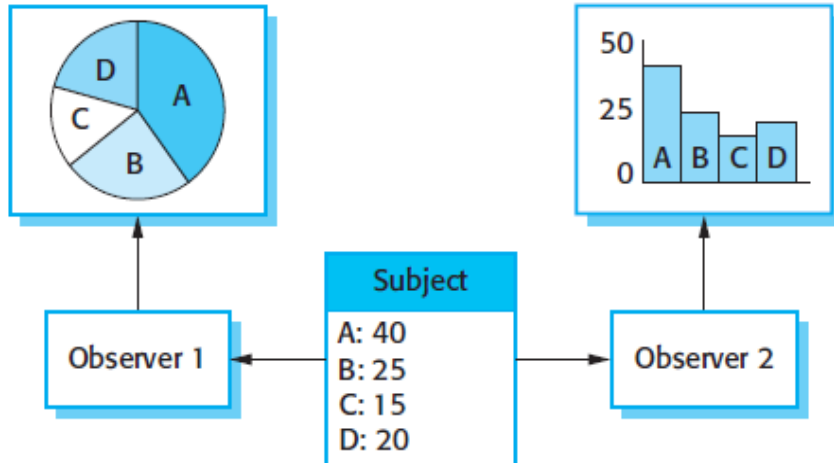 D
A
C
B
50
25
0
A B C D
Subject
A: 40
B: 25
C: 15
D: 20
Observer 1
Observer 2